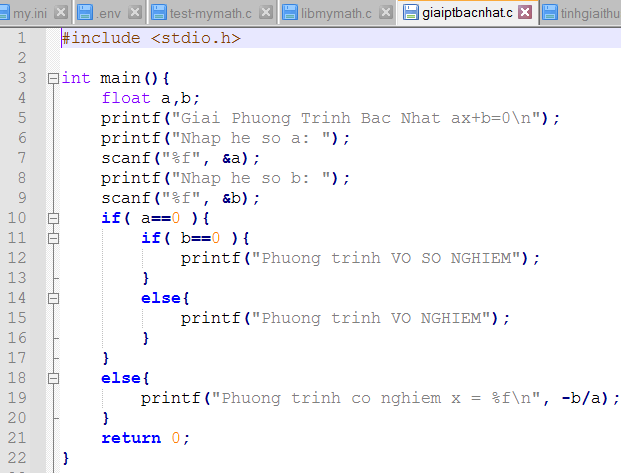 my.ini .env test-mymath.c libmymath.c giaiptbacnhat.c tinhgiaithu
1 #include <stdio.h>
2
3 int main(){
4 float a,b;
5 printf("Giai Phuong Trinh Bac Nhat ax+b=0\n");
6 printf("Nhap he so a: ");
7 scanf("%f", &a);
8 printf("Nhap he so b: ");
9 scanf("%f", &b);
10 if( a==0 ){
11 if( b==0 ){
12 printf("Phuong trinh VO SO NGHIEM");
13 }
14 else{
15 printf("Phuong trinh VO NGHIEM");
16 }
17 }
18 else{
19 printf("Phuong trinh co nghiem x = %f\n", -b/a);
20 }
21 return 0;
22 }